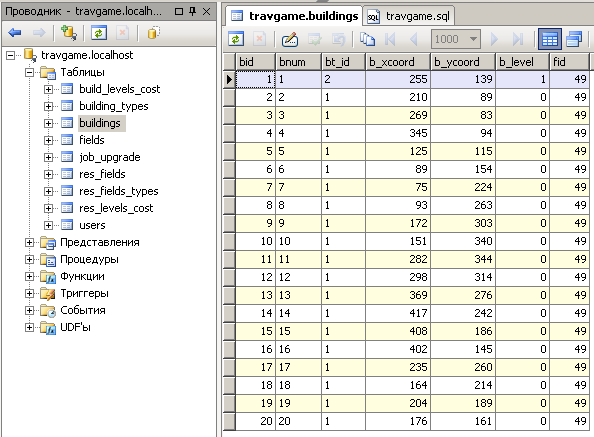 Проводник - travgame.localh...
travgame.localhost
Таблицы
build_levels_cost
building_types
buildings
fields
job_upgrade
res_fields
res_fields_types
res_levels_cost
users
Представления
Процедуры
Функции
Триггеры
События
UDF'ы
travgame.buildings travgame.sql
1000
bid bnum bt_id b_xcoord b_ycoord b_level fid
1 1 2 255 139 1 49
2 2 1 210 89 0 49
3 3 1 269 83 0 49
4 4 1 345 94 0 49
5 5 1 125 115 0 49
6 6 1 89 154 0 49
7 7 1 75 224 0 49
8 8 1 93 263 0 49
9 9 1 172 303 0 49
10 10 1 151 340 0 49
11 11 1 282 344 0 49
12 12 1 298 314 0 49
13 13 1 369 276 0 49
14 14 1 417 242 0 49
15 15 1 408 186 0 49
16 16 1 402 145 0 49
17 17 1 235 260 0 49
18 18 1 164 214 0 49
19 19 1 204 189 0 49
20 20 1 176 161 0 49